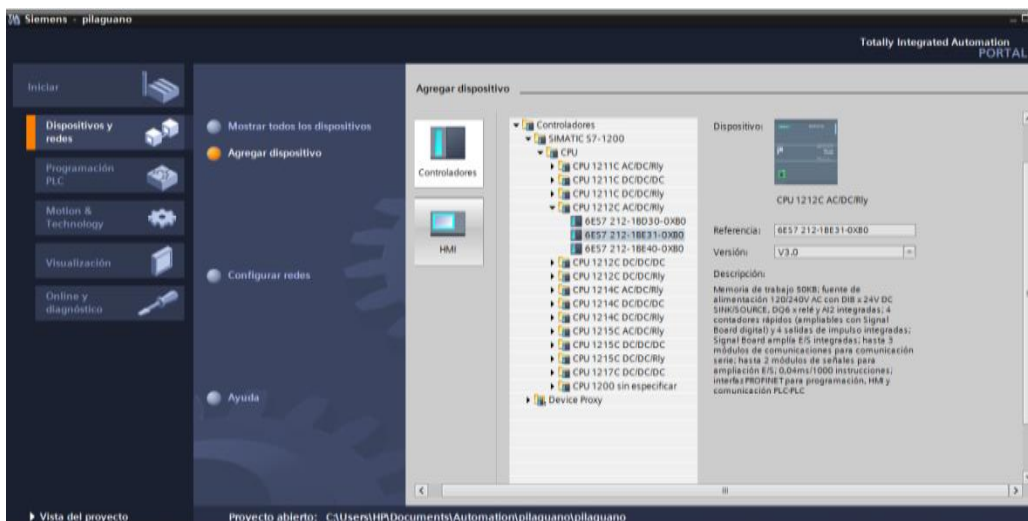 Siemens - pilaguano
Totally Integrated Automation
PORTAL
Iniciar
Dispositivos y
redes
Programación
PLC
Motion &
Technology
Visualización
Online y
diagnóstico
Mostrar todos los dispositivos
Agregar dispositivo
Configurar redes
Ayuda
Agregar dispositivo
Controladores
HMI
Controladores
SIMATIC S7-1200
CPU
CPU 1211C AC/DC/Rly
CPU 1211C DC/DC/DC
CPU 1211C DC/DC/Rly
CPU 1212C AC/DC/Rly
6ES7 212-1BD30-0XB0
6ES7 212-1BE31-0XB0
6ES7 212-1BE40-0XB0
CPU 1212C DC/DC/DC
CPU 1212C DC/DC/Rly
CPU 1214C AC/DC/Rly
CPU 1214C DC/DC/DC
CPU 1214C DC/DC/Rly
CPU 1215C AC/DC/Rly
CPU 1215C DC/DC/DC
CPU 1215C DC/DC/Rly
CPU 1217C DC/DC/DC
CPU 1200 sin especificar
Device Proxy
Dispositivo:
CPU 1212C AC/DC/Rly
Referencia: 6ES7 212-1BE31-0XB0
Versión: V3.0
Descripción:
Memoria de trabajo 50KB; fuente de
alimentación 120/240V AC con DI8 x 24V DC
SINK/SOURCE, DQ6 x relé y AI2 integradas; 4
contadores rápidos (ampliables con Signal
Board digital) y 4 salidas de impulso integradas;
Signal Board amplía E/S integradas; hasta 3
módulos de comunicaciones para comunicación
serie; hasta 2 módulos de señales para
ampliación E/S; 0,04ms/1000 instrucciones;
interfaz PROFINET para programación, HMI y
comunicación PLC-PLC
Vista del proyecto
Proyecto abierto: C:\Users\HP\Documents\Automation\pilaguano\pilaguano